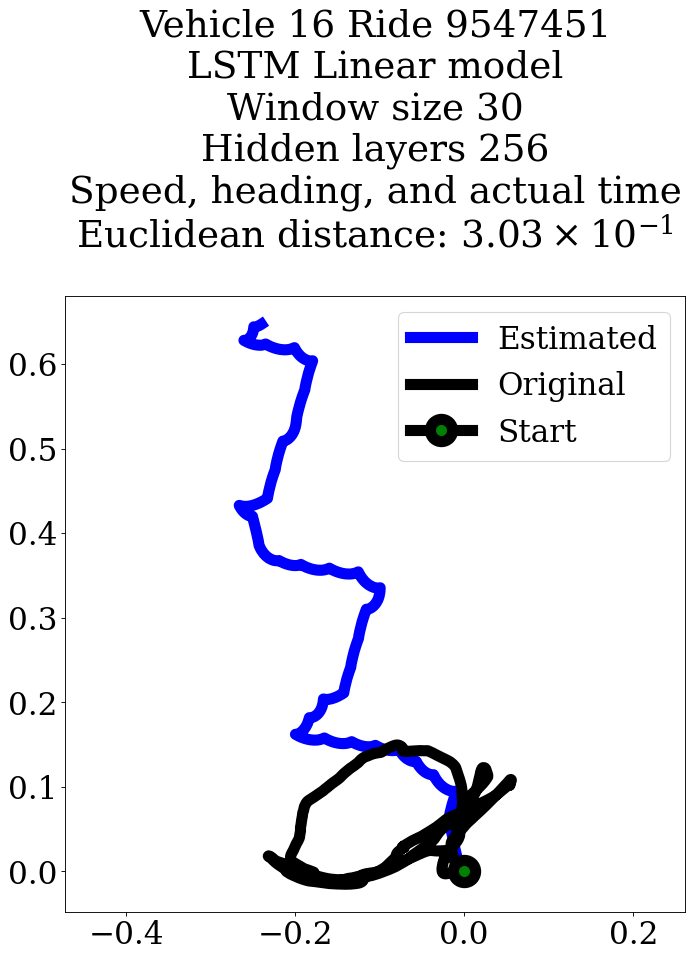 Vehicle 16 Ride 9547451
LSTM Linear model
Window size 30
Hidden layers 256
Speed, heading, and actual time
Euclidean distance: 3.03 × 10⁻¹
Estimated
Original
Start
0.6
0.5
0.4
0.3
0.2
0.1
0.0
−0.4 −0.2 0.0 0.2